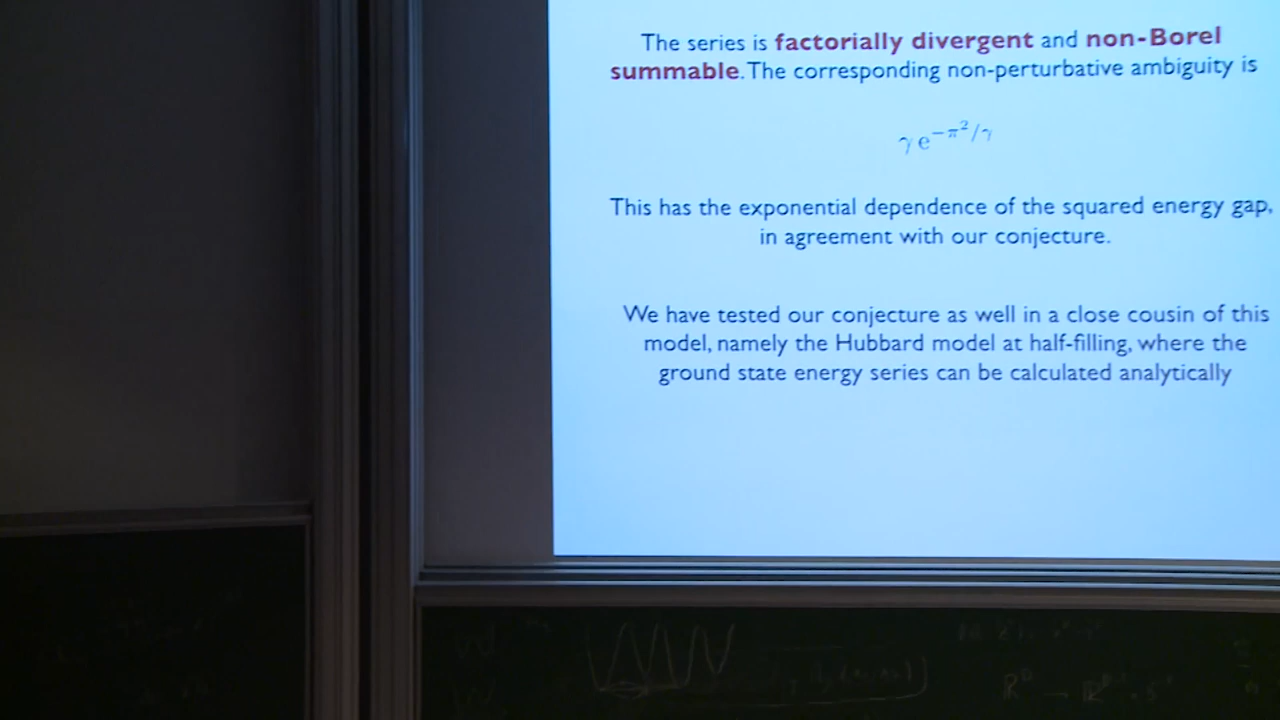 The series is factorially divergent and non-Borel
summable. The corresponding non-perturbative ambiguity is
γ e^{-π²/γ}
This has the exponential dependence of the squared energy gap,
in agreement with our conjecture.
We have tested our conjecture as well in a close cousin of this
model, namely the Hubbard model at half-filling, where the
ground state energy series can be calculated analytically